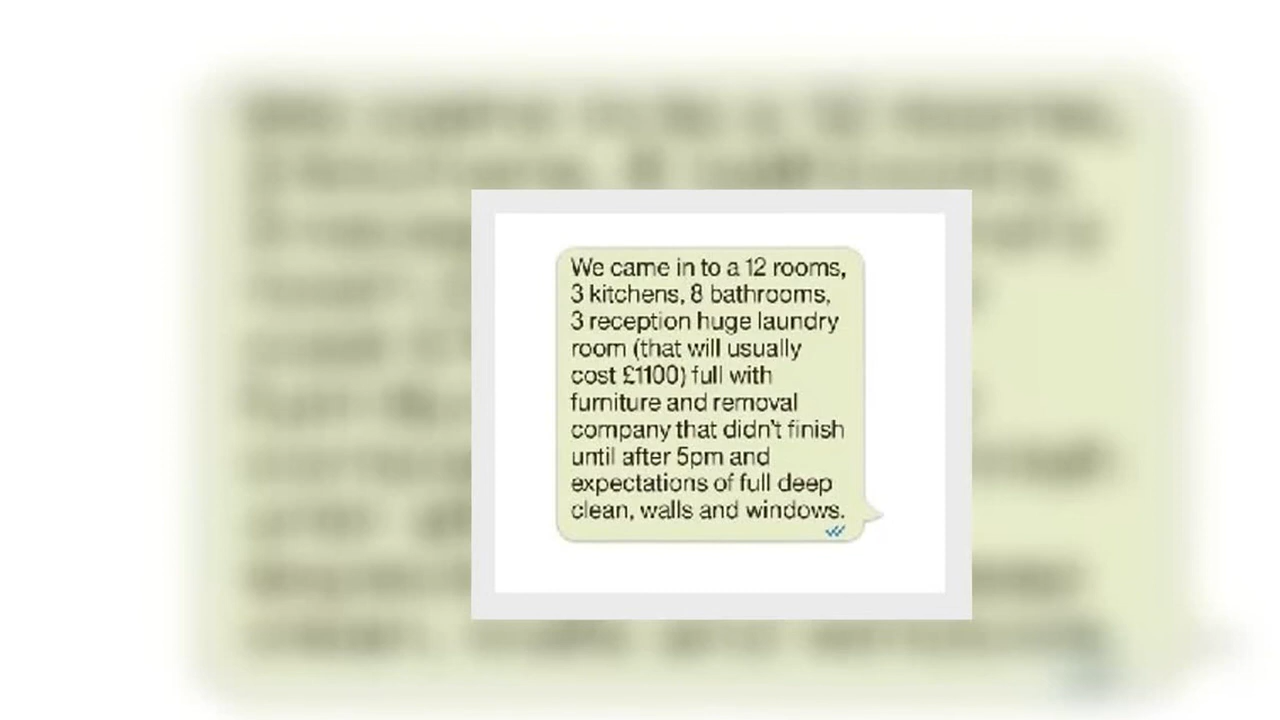 We came in to a 12 rooms,
3 kitchens, 8 bathrooms,
3 reception huge laundry
room (that will usually
cost £1100) full with
furniture and removal
company that didn't finish
until after 5pm and
expectations of full deep
clean, walls and windows.